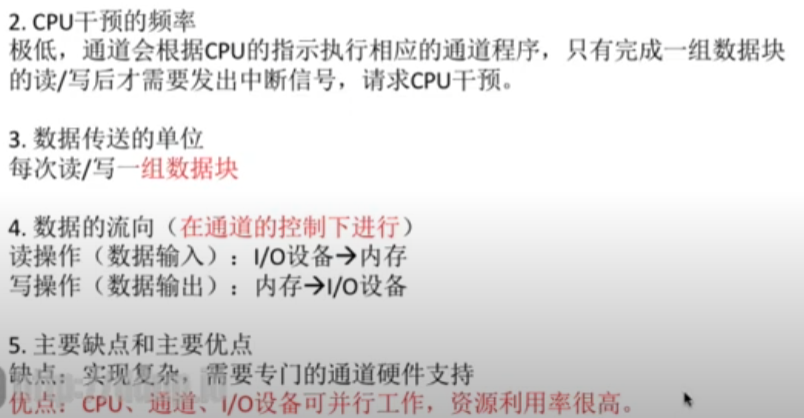 2. CPU干预的频率
极低，通道会根据CPU的指示执行相应的通道程序，只有完成一组数据块
的读/写后才需要发出中断信号，请求CPU干预。
3. 数据传送的单位
每次读/写一组数据块
4. 数据的流向（在通道的控制下进行）
读操作（数据输入）：I/O设备→内存
写操作（数据输出）：内存→I/O设备
5. 主要缺点和主要优点
缺点：实现复杂，需要专门的通道硬件支持
优点：CPU、通道、I/O设备可并行工作，资源利用率很高。